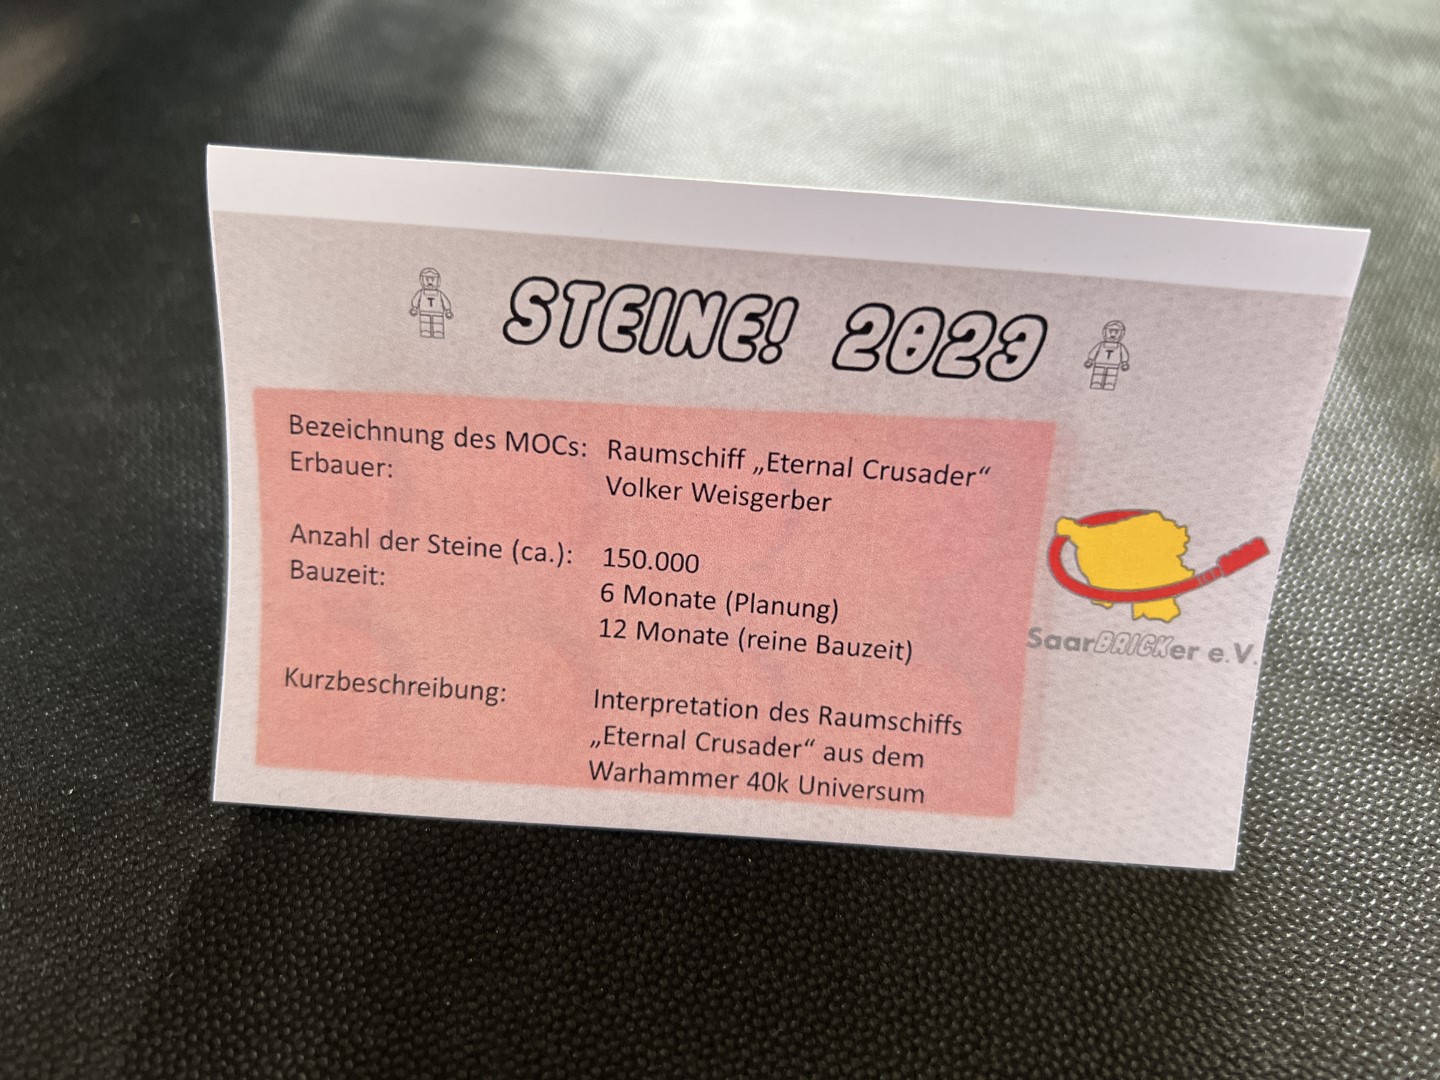 STEINE! 2023
Bezeichnung des MOCs: Raumschiff „Eternal Crusader“
Erbauer: Volker Weisgerber
Anzahl der Steine (ca.): 150.000
Bauzeit: 6 Monate (Planung)
12 Monate (reine Bauzeit)
Kurzbeschreibung: Interpretation des Raumschiffs
„Eternal Crusader“ aus dem
Warhammer 40k Universum
SaarBRICKer e.V.
T
T